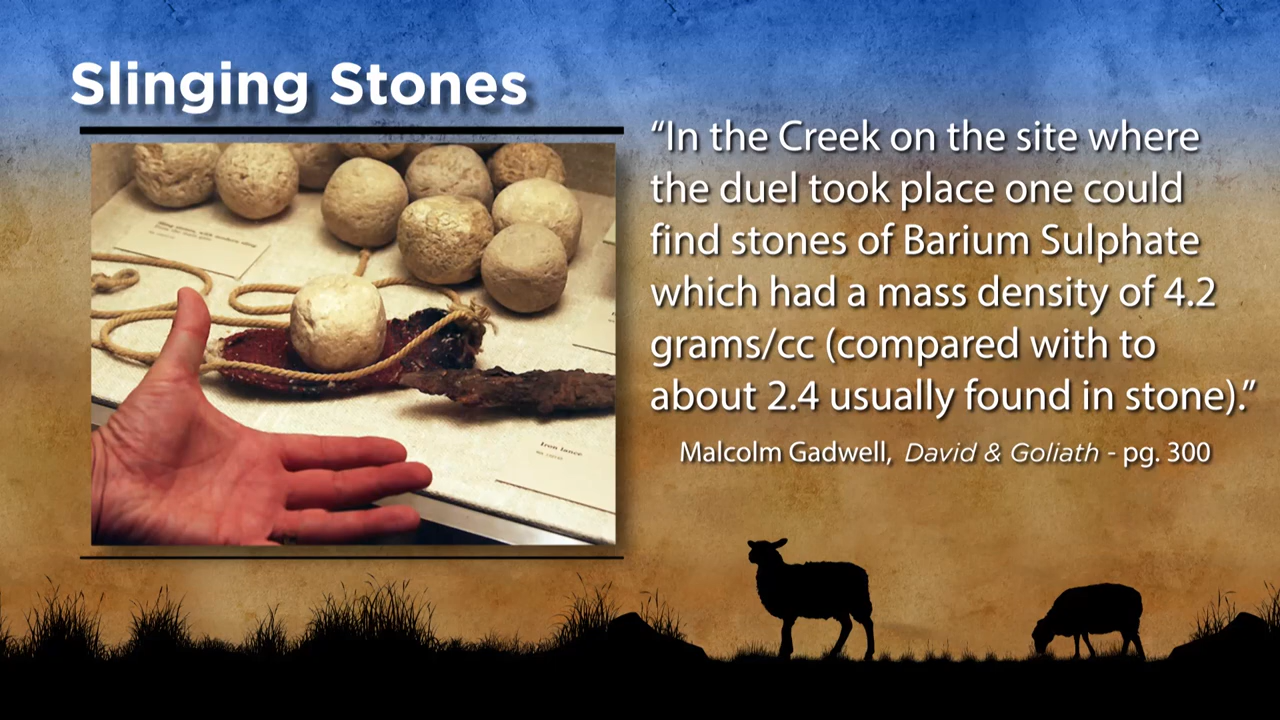 Slinging Stones
“In the Creek on the site where
the duel took place one could
find stones of Barium Sulphate
which had a mass density of 4.2
grams/cc (compared with to
about 2.4 usually found in stone).”
Malcolm Gadwell, David & Goliath - pg. 300
Iron lance